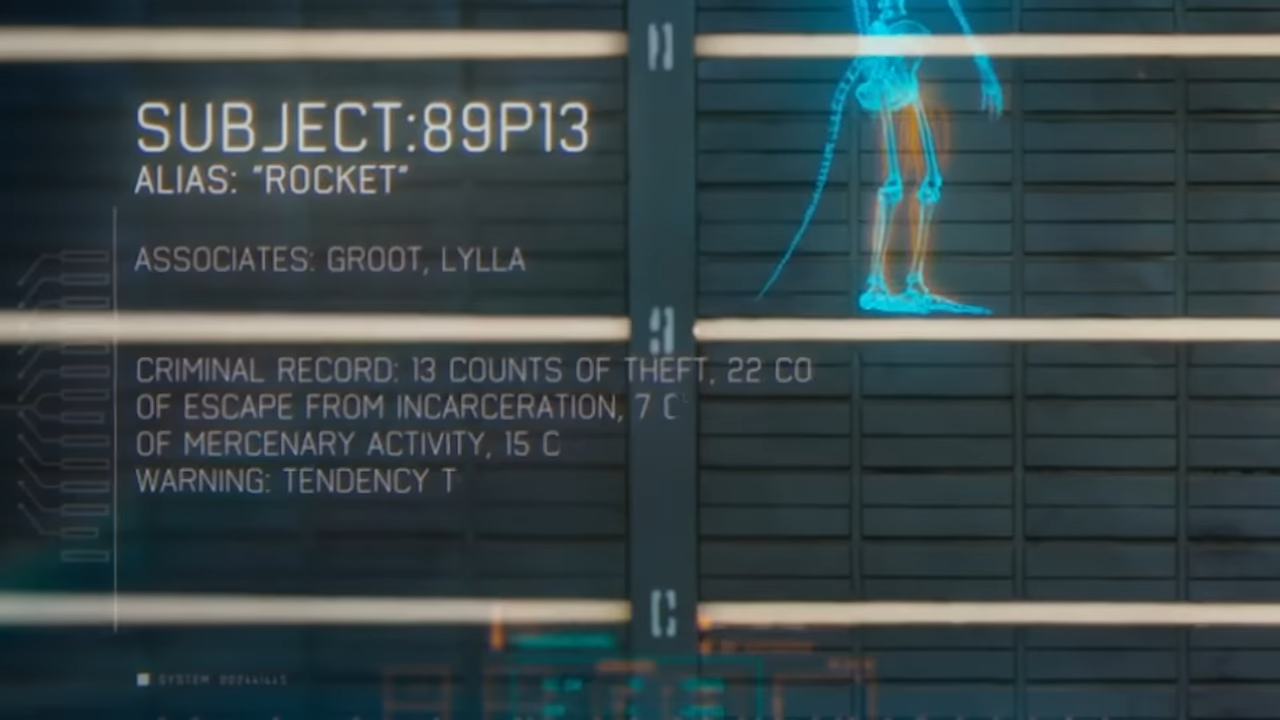 SUBJECT:89P13
ALIAS: "ROCKET"
ASSOCIATES: GROOT, LYLLA
CRIMINAL RECORD: 13 COUNTS OF THEFT, 22 CO
OF ESCAPE FROM INCARCERATION, 7 C
OF MERCENARY ACTIVITY, 15 C
WARNING: TENDENCY T
SYSTEM